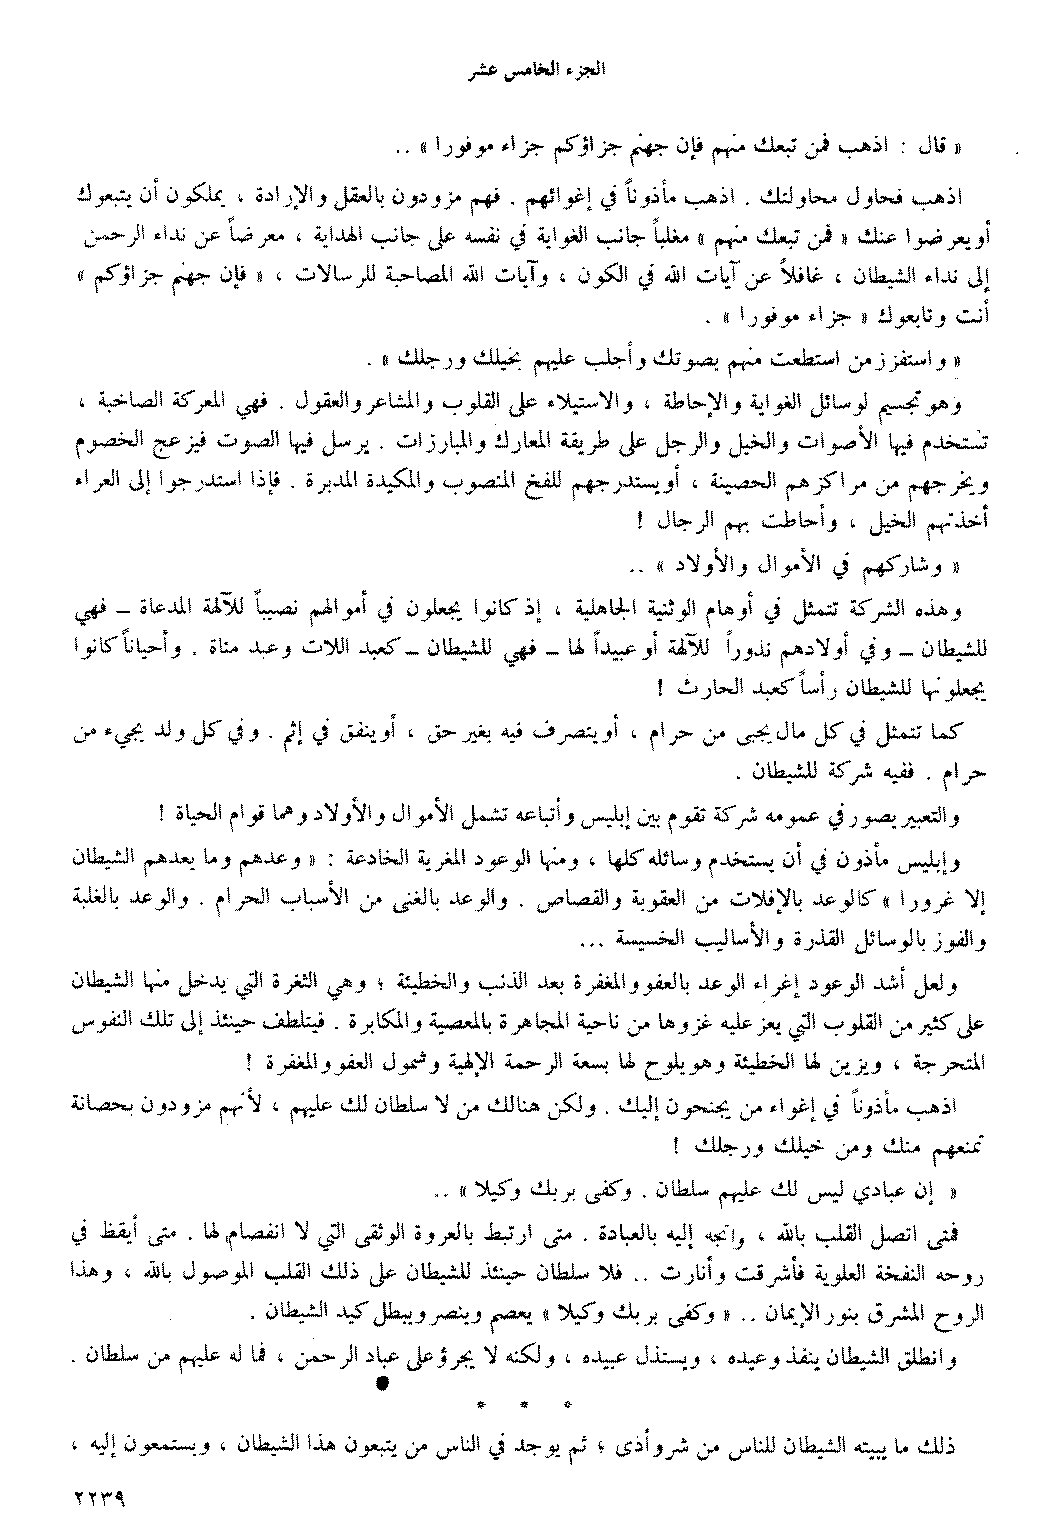 الجزء الخامس عشر
« قال : اذهب فمن تبعك منهم فإن جهنم جزاؤكم جزاء موفورا » ..
اذهب فحاول محاولتك . اذهب مأذوناً في إغوائهم . فهم مزودون بالعقل والإرادة ، يملكون أن يتبعوك
أو يعرضوا عنك « فمن تبعك منهم » مغلباً جانب الغواية في نفسه على جانب الهداية ، معرضاً عن نداء الرحمن
إلى نداء الشيطان ، غافلاً عن آيات الله في الكون ، وآيات الله المصاحبة للرسالات ، « فإن جهنم جزاؤكم »
أنت وتابعوك « جزاء موفورا » .
« واستفزز من استطعت منهم بصوتك وأجلب عليهم بخيلك ورجلك » .
وهو تجسيم لوسائل الغواية والإحاطة ، والاستيلاء على القلوب والمشاعر والعقول . فهي المعركة الصاخبة ،
تستخدم فيها الأصوات والخيل والرجل على طريقة المعارك والمبارزات . يرسل فيها الصوت فيزعج الخصوم
ويخرجهم من مراكزهم الحصينة ، أو يستدرجهم للفخ المنصوب والمكيدة المدبرة . فإذا استدرجوا إلى العراء
أخذتهم الخيل ، وأحاطت بهم الرجال !
« وشاركهم في الأموال والأولاد » ..
وهذه الشركة تتمثل في أوهام الوثنية الجاهلية ، إذ كانوا يجعلون في أموالهم نصيباً للآلهة المدعاة – فهي
للشيطان – وفي أولادهم نذوراً للآلهة أو عبيداً لها – فهي للشيطان – كعبد اللات وعبد مناة . وأحياناً كانوا
يجعلونها للشيطان رأساً كعبد الحارث !
كما تتمثل في كل مال يجبى من حرام ، أو يتصرف فيه بغير حق ، أو ينفق في إثم . وفي كل ولد يجيء من
حرام . ففيه شركة للشيطان .
والتعبير يصور في عمومه شركة تقوم بين إبليس وأتباعه تشمل الأموال والأولاد وهما قوام الحياة !
وإبليس مأذون في أن يستخدم وسائله كلها ، ومنها الوعود المغرية الخادعة : « وعدهم وما يعدهم الشيطان
إلا غرورا » كالوعد بالإفلات من العقوبة والقصاص . والوعد بالغنى من الأسباب الحرام . والوعد بالغلبة
والفوز بالوسائل القذرة والأساليب الخسيسة ...
ولعل أشد الوعود إغراء الوعد بالعفو والمغفرة بعد الذنب والخطيئة ؛ وهي الثغرة التي يدخل منها الشيطان
على كثير من القلوب التي يعز عليه غزوها من ناحية المجاهرة بالمعصية والمكابرة . فيتلطف حينئذ إلى تلك النفوس
المتحرجة ، ويزين لها الخطيئة وهو يلوح لها بسعة الرحمة الإلهية وشمول العفو والمغفرة !
اذهب مأذوناً في إغواء من يجنحون إليك . ولكن هنالك من لا سلطان لك عليهم ، لأنهم مزودون بحصانة
تمنعهم منك ومن خيلك ورجلك !
« إن عبادي ليس لك عليهم سلطان . وكفى بربك وكيلا » ..
فمتى اتصل القلب بالله ، واتجه إليه بالعبادة . متى ارتبط بالعروة الوثقى التي لا انفصام لها . متى أيقظ في
روحه النفخة العلوية فأشرقت وأنارت .. فلا سلطان حينئذ للشيطان على ذلك القلب الموصول بالله ، وهذا
الروح المشرق بنور الإيمان .. « وكفى بربك وكيلا » يعصم وينصر ويبطل كيد الشيطان .
وانطلق الشيطان ينفذ وعيده ، ويستذل عبيده ، ولكنه لا يجرؤ على عباد الرحمن ، فما له عليهم من سلطان .
* * *
ذلك ما يبيته الشيطان للناس من شر وأذى ؛ ثم يوجد في الناس من يتبعون هذا الشيطان ، ويستمعون إليه ،
٢٢٣٩